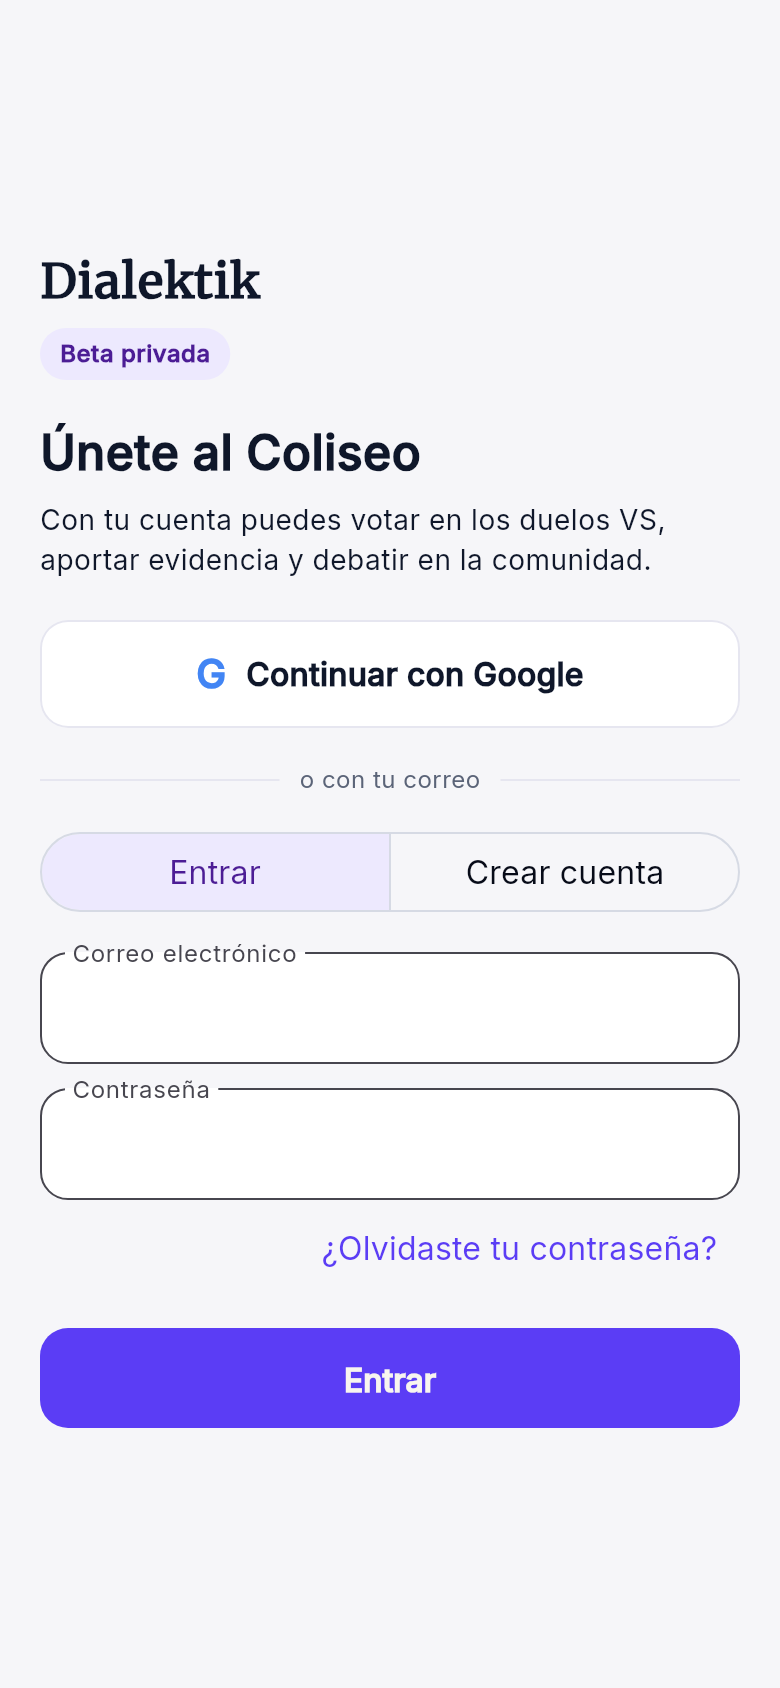 Dialektik
Beta privada
Únete al Coliseo
Con tu cuenta puedes votar en los duelos VS,
aportar evidencia y debatir en la comunidad.
G Continuar con Google
o con tu correo
Entrar
Crear cuenta
Correo electrónico
Contraseña
¿Olvidaste tu contraseña?
Entrar